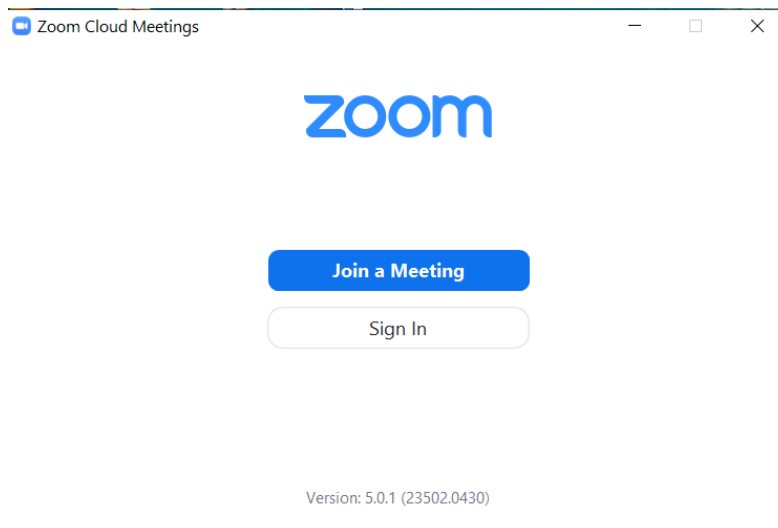 Zoom Cloud Meetings
zoom
Join a Meeting
Sign In
Version: 5.0.1 (23502.0430)